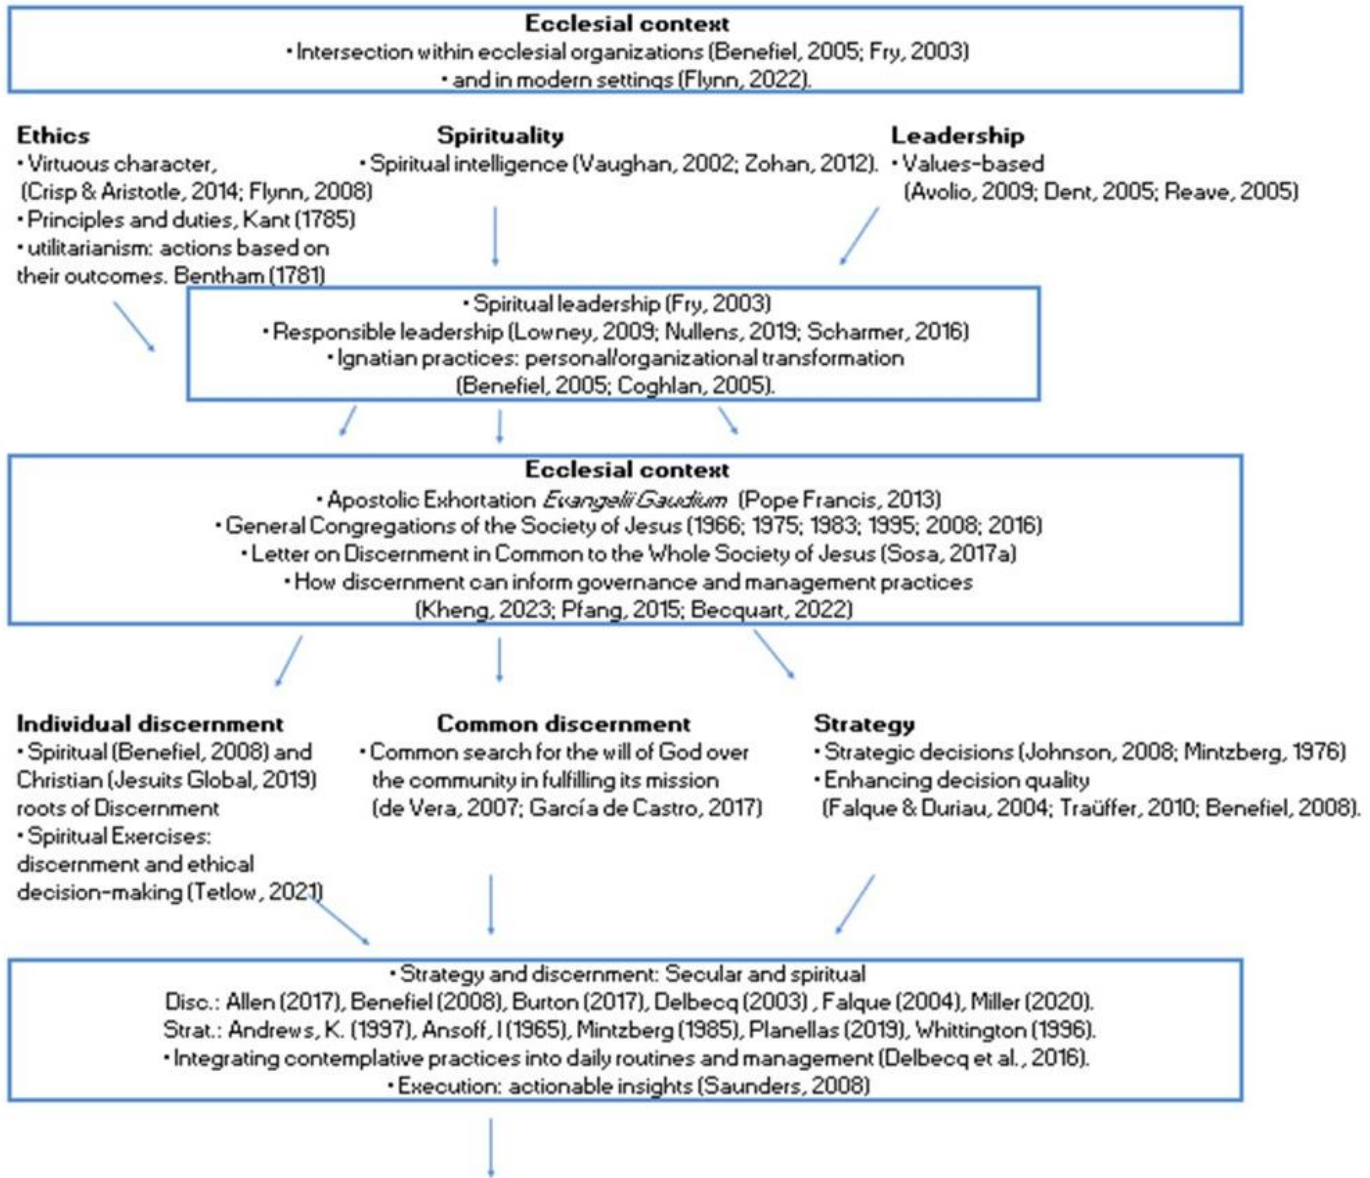 Ecclesial context
• Intersection within ecclesial organizations (Benefiel, 2005; Fry, 2003)
• and in modern settings (Flynn, 2022).
Ethics
• Virtuous character,
(Crisp & Aristotle, 2014; Flynn, 2008)
• Principles and duties, Kant (1785)
• utilitarianism: actions based on
their outcomes. Bentham (1781)
Spirituality
• Spiritual intelligence (Vaughan, 2002; Zohan, 2012).
Leadership
• Values-based
(Avolio, 2009; Dent, 2005; Reave, 2005)
• Spiritual leadership (Fry, 2003)
• Responsible leadership (Lowney, 2009; Nullens, 2019; Scharmer, 2016)
• Ignatian practices: personal/organizational transformation
(Benefiel, 2005; Coghlan, 2005).
Ecclesial context
• Apostolic Exhortation Evangelii Gaudium (Pope Francis, 2013)
• General Congregations of the Society of Jesus (1966; 1975; 1983; 1995; 2008; 2016)
• Letter on Discernment in Common to the Whole Society of Jesus (Sosa, 2017a)
• How discernment can inform governance and management practices
(Kheng, 2023; Pfang, 2015; Becquart, 2022)
Individual discernment
• Spiritual (Benefiel, 2008) and
Christian (Jesuits Global, 2019)
roots of Discernment
• Spiritual Exercises:
discernment and ethical
decision-making (Tetlow, 2021)
Common discernment
• Common search for the will of God over
the community in fulfilling its mission
(de Vera, 2007; García de Castro, 2017)
Strategy
• Strategic decisions (Johnson, 2008; Mintzberg, 1976)
• Enhancing decision quality
(Falque & Duriau, 2004; Traüffer, 2010; Benefiel, 2008).
• Strategy and discernment: Secular and spiritual
Disc.: Allen (2017), Benefiel (2008), Burton (2017), Delbecq (2003) , Falque (2004), Miller (2020).
Strat.: Andrews, K. (1997), Ansoff, I (1965), Mintzberg (1985), Planellas (2019), Whittington (1996).
• Integrating contemplative practices into daily routines and management (Delbecq et al., 2016).
• Execution: actionable insights (Saunders, 2008)